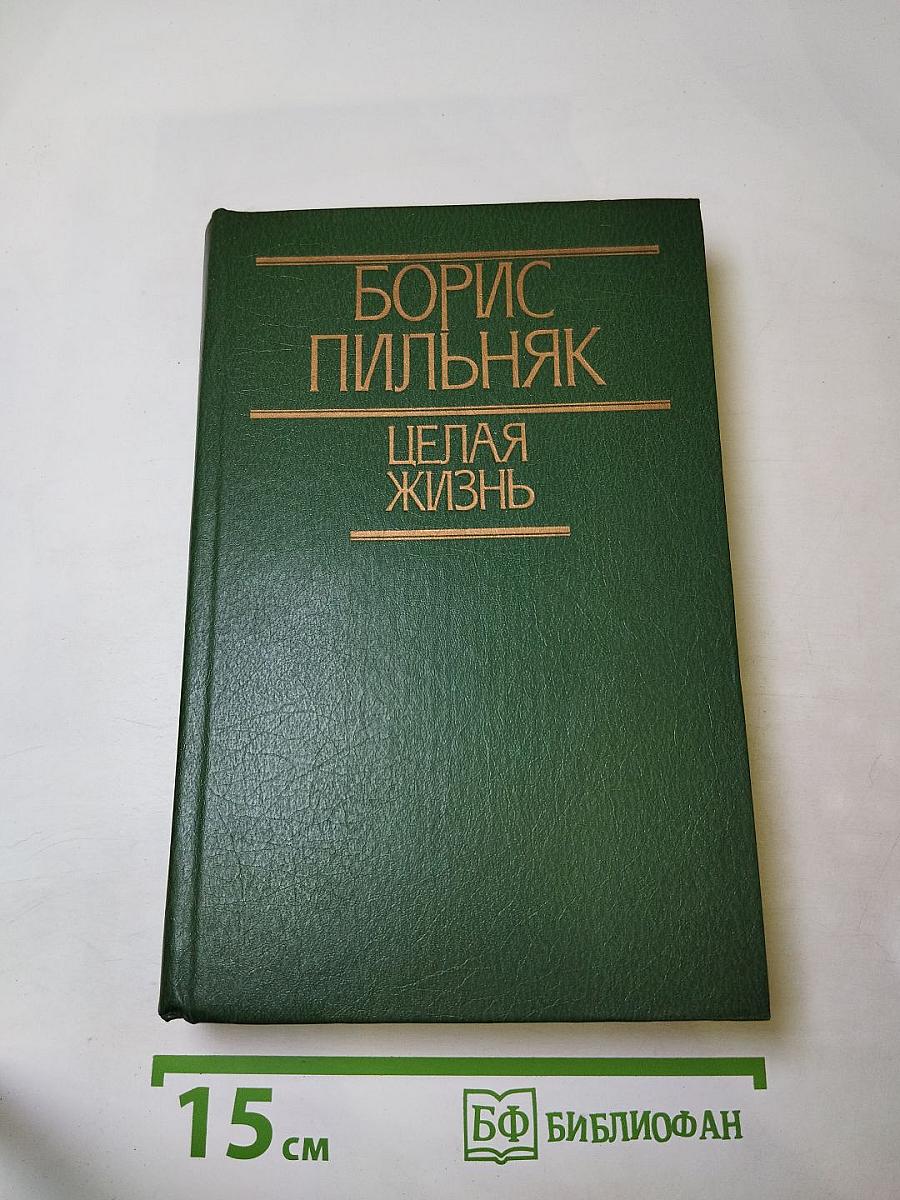 БОРИС
ПИЛЬНЯК
ЦЕЛАЯ
ЖИЗНЬ
15 см
БФ БИБЛИОФАН